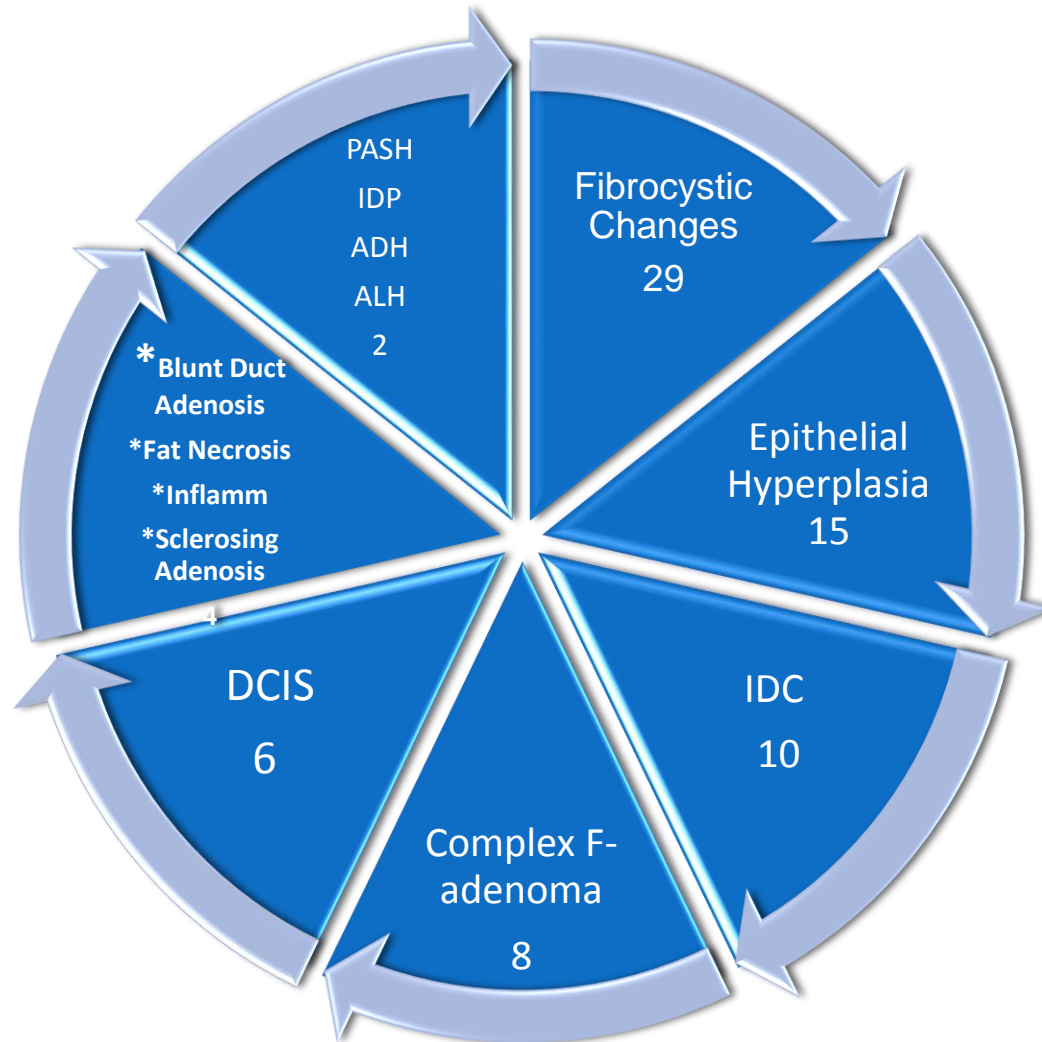 Fibrocystic
Changes
29
Epithelial
Hyperplasia
15
IDC
10
Complex F-
adenoma
8
DCIS
6
*Blunt Duct
Adenosis
*Fat Necrosis
*Inflamm
*Sclerosing
Adenosis
4
PASH
IDP
ADH
ALH
2